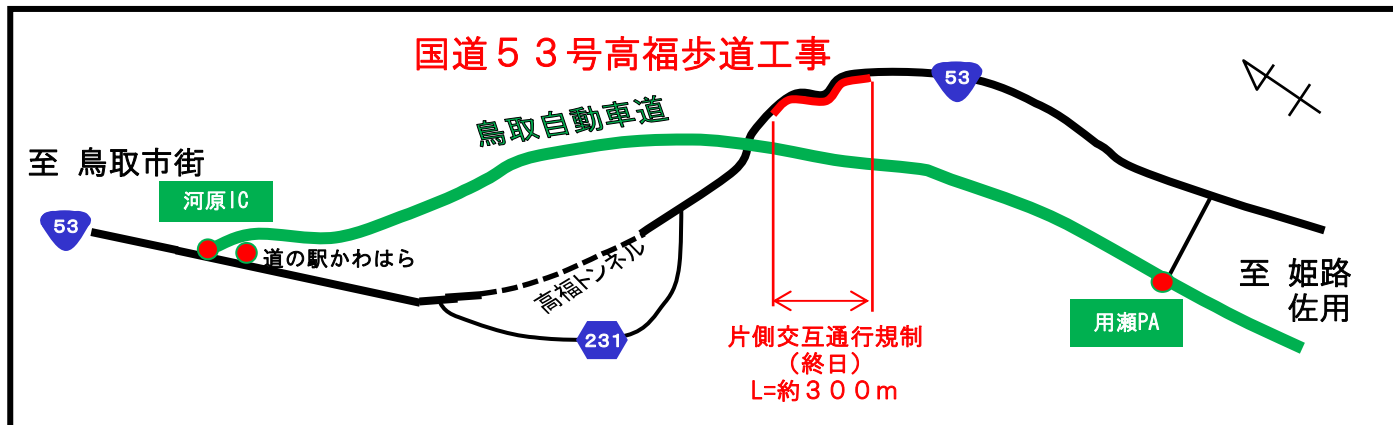 国道５３号高福歩道工事
53
鳥取自動車道
至 鳥取市街
河原IC
53
道の駅かわはら
高福トンネル
231
至 姫路
佐用
用瀬PA
片側交互通行規制
（終日）
L=約３００ｍ